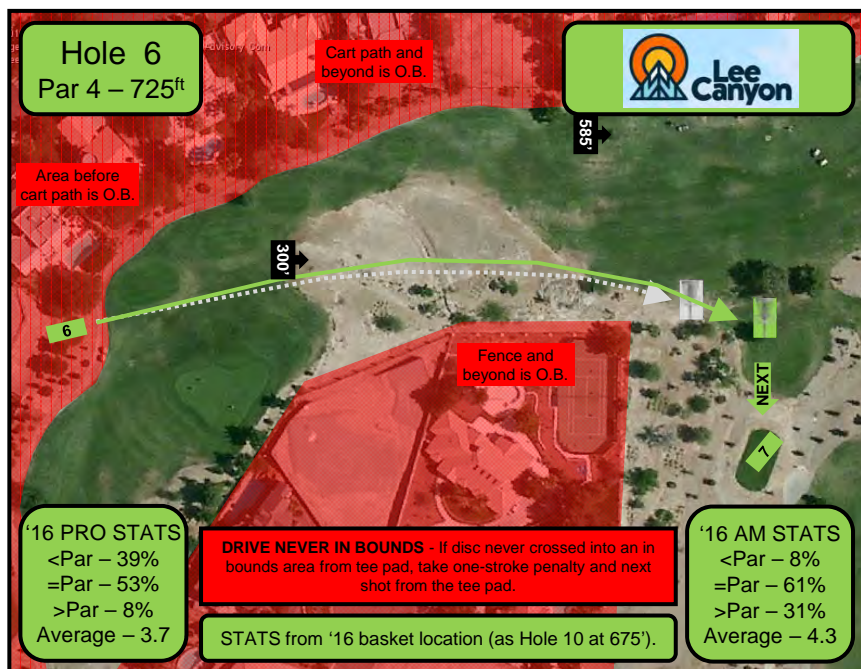 Hole 6
Par 4 – 725ft
Advisory Com
Cart path and
beyond is O.B.
Lee
Canyon
585'
Area before
cart path is O.B.
300'
6
Fence and
beyond is O.B.
NEXT
7
'16 PRO STATS
<Par – 39%
=Par – 53%
>Par – 8%
Average – 3.7
DRIVE NEVER IN BOUNDS - If disc never crossed into an in
bounds area from tee pad, take one-stroke penalty and next
shot from the tee pad.
STATS from '16 basket location (as Hole 10 at 675').
'16 AM STATS
<Par – 8%
=Par – 61%
>Par – 31%
Average – 4.3